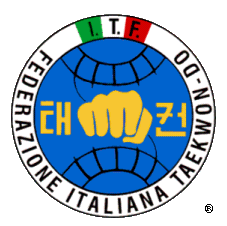 I.T.F.
FEDERAZIONE ITALIANA TAEKWON-DO
태 권
®